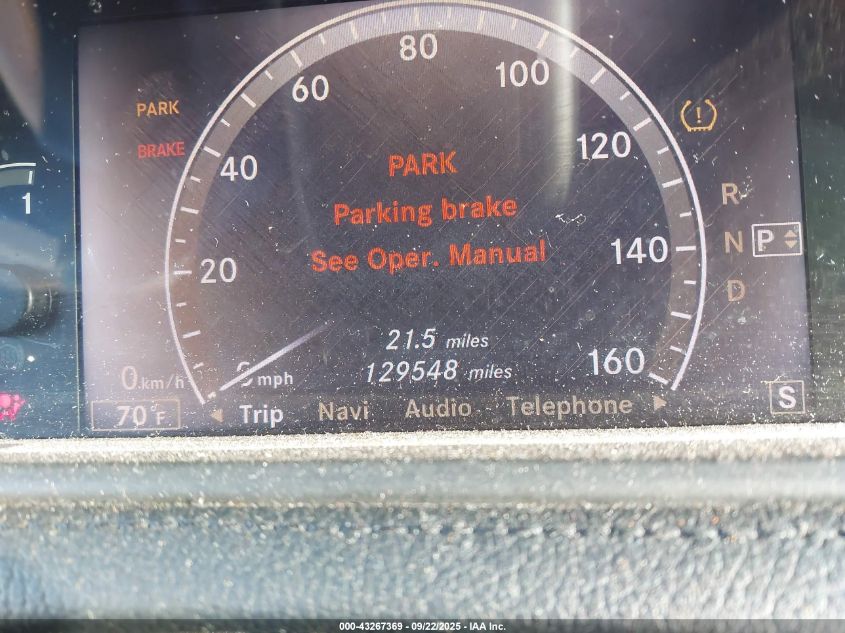 80
60
100
PARK
120
BRAKE
40
PARK
1
R
Parking brake
N P
140
See Oper. Manual
20
D
21.5 miles
129548 miles
160
0 km/h
mph
70°F
Trip Navi Audio Telephone
S
000-43267369 - 09/22/2025 - IAA Inc.